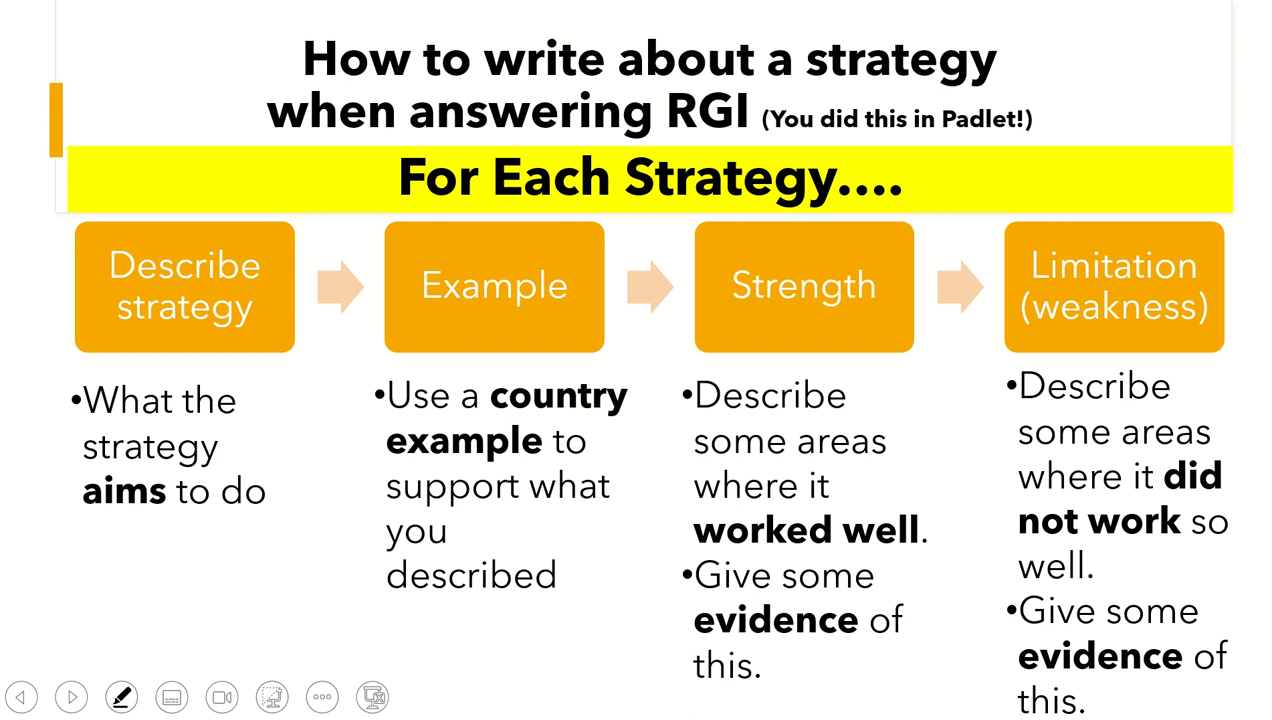 How to write about a strategy
when answering RGI (You did this in Padlet!)
For Each Strategy....
Describe
strategy
Example
Strength
Limitation
(weakness)
•What the
strategy
aims to do
•Use a country
example to
support what
you
described
•Describe
some areas
where it
worked well.
•Give some
evidence of
this.
•Describe
some areas
where it did
not work so
well.
•Give some
evidence of
this.